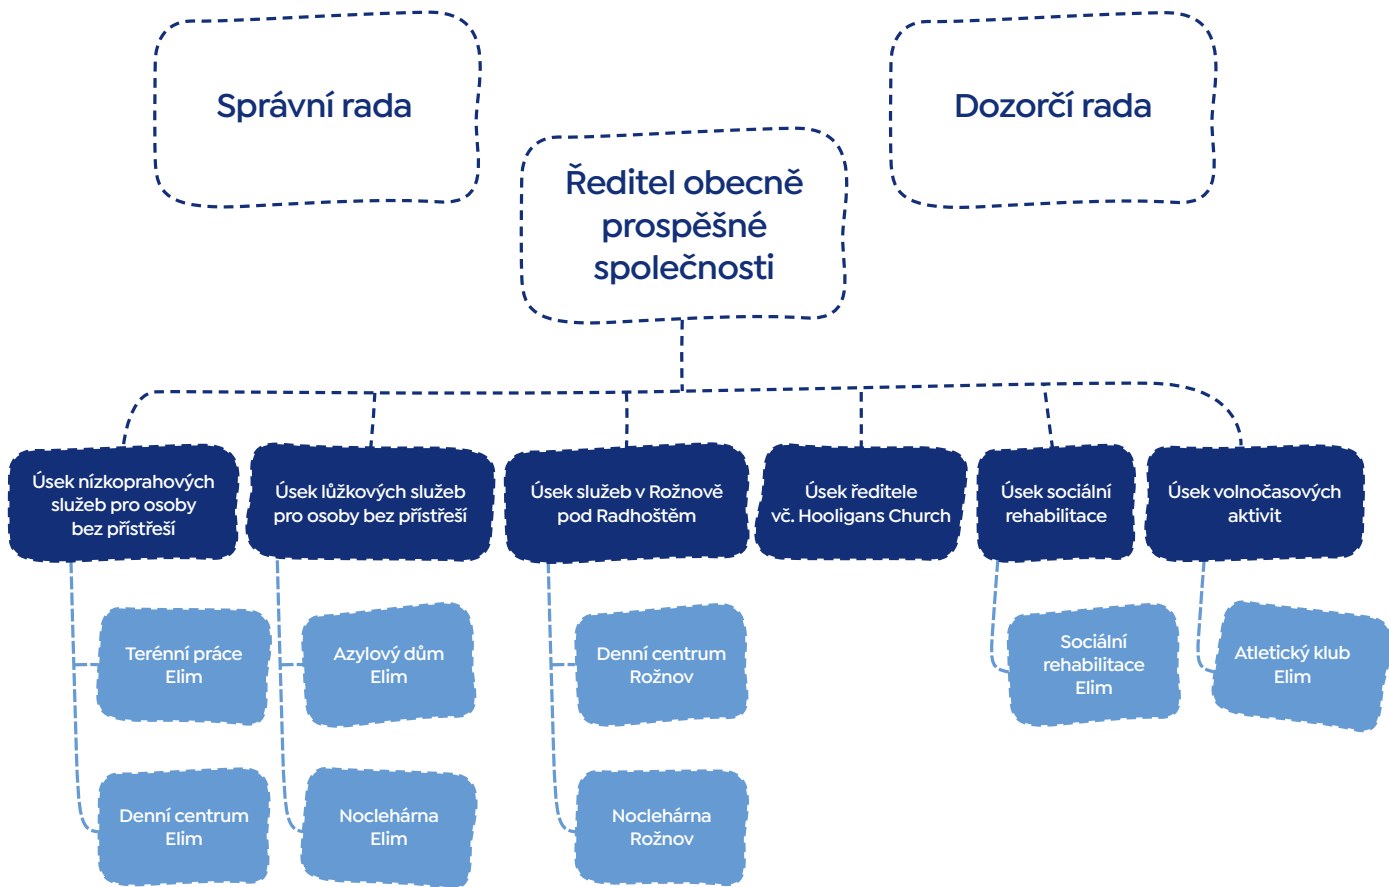 Správní rada
Dozorčí rada
Ředitel obecně
prospěšné
společnosti
Úsek nízkoprahových
služeb pro osoby
bez přístřeší
Úsek lůžkových služeb
pro osoby bez přístřeší
Úsek služeb v Rožnově
pod Radhoštěm
Úsek ředitele
vč. Hooligans Church
Úsek sociální
rehabilitace
Úsek volnočasových
aktivit
Terénní práce
Elim
Azylový dům
Elim
Denní centrum
Rožnov
Sociální
rehabilitace
Elim
Atletický klub
Elim
Denní centrum
Elim
Noclehárna
Elim
Noclehárna
Rožnov